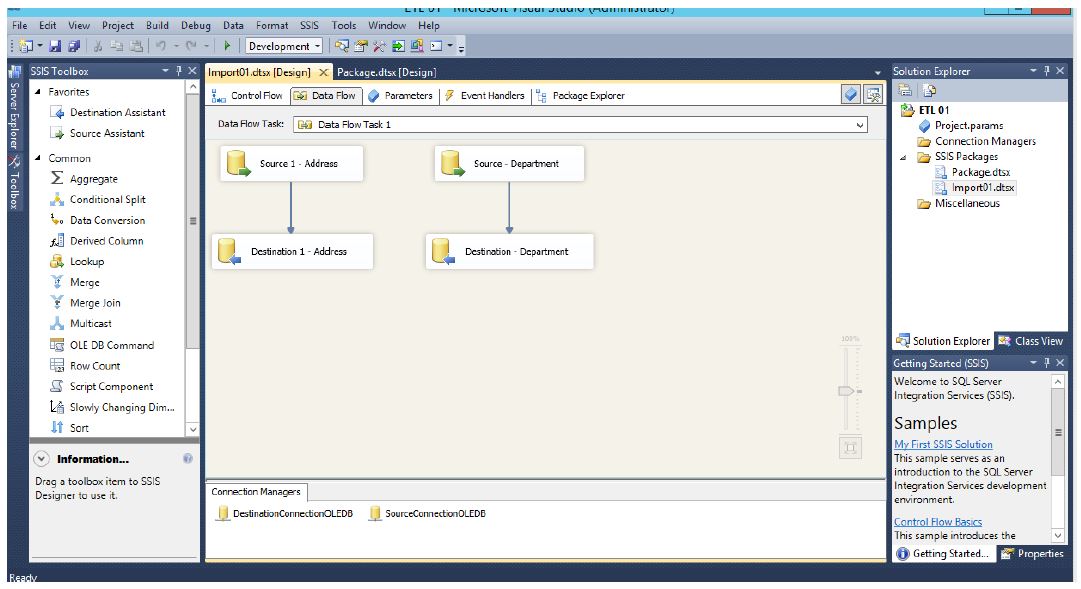 ETL 01 - Microsoft Visual Studio (Administrator)
File Edit View Project Build Debug Data Format SSIS Tools Window Help
Development
Server Explorer
Toolbox
SSIS Toolbox
Favorites
Destination Assistant
Source Assistant
Common
Aggregate
Conditional Split
Data Conversion
Derived Column
Lookup
Merge
Merge Join
Multicast
OLE DB Command
Row Count
Script Component
Slowly Changing Dim...
Sort
Information...
Drag a toolbox item to SSIS
Designer to use it.
Import01.dtsx [Design] Package.dtsx [Design]
Control Flow Data Flow Parameters Event Handlers Package Explorer
Data Flow Task: Data Flow Task 1
Source 1 - Address Source - Department
Destination 1 - Address Destination - Department
100%
Connection Managers
DestinationConnectionOLEDB SourceConnectionOLEDB
Solution Explorer
ETL 01
Project.params
Connection Managers
SSIS Packages
Package.dtsx
Import01.dtsx
Miscellaneous
Solution Explorer Class View
Getting Started (SSIS)
Welcome to SQL Server
Integration Services (SSIS).
Samples
My First SSIS Solution
This sample serves as an
introduction to the SQL Server
Integration Services development
environment.
Control Flow Basics
This sample introduces the
Getting Started... Properties
Ready